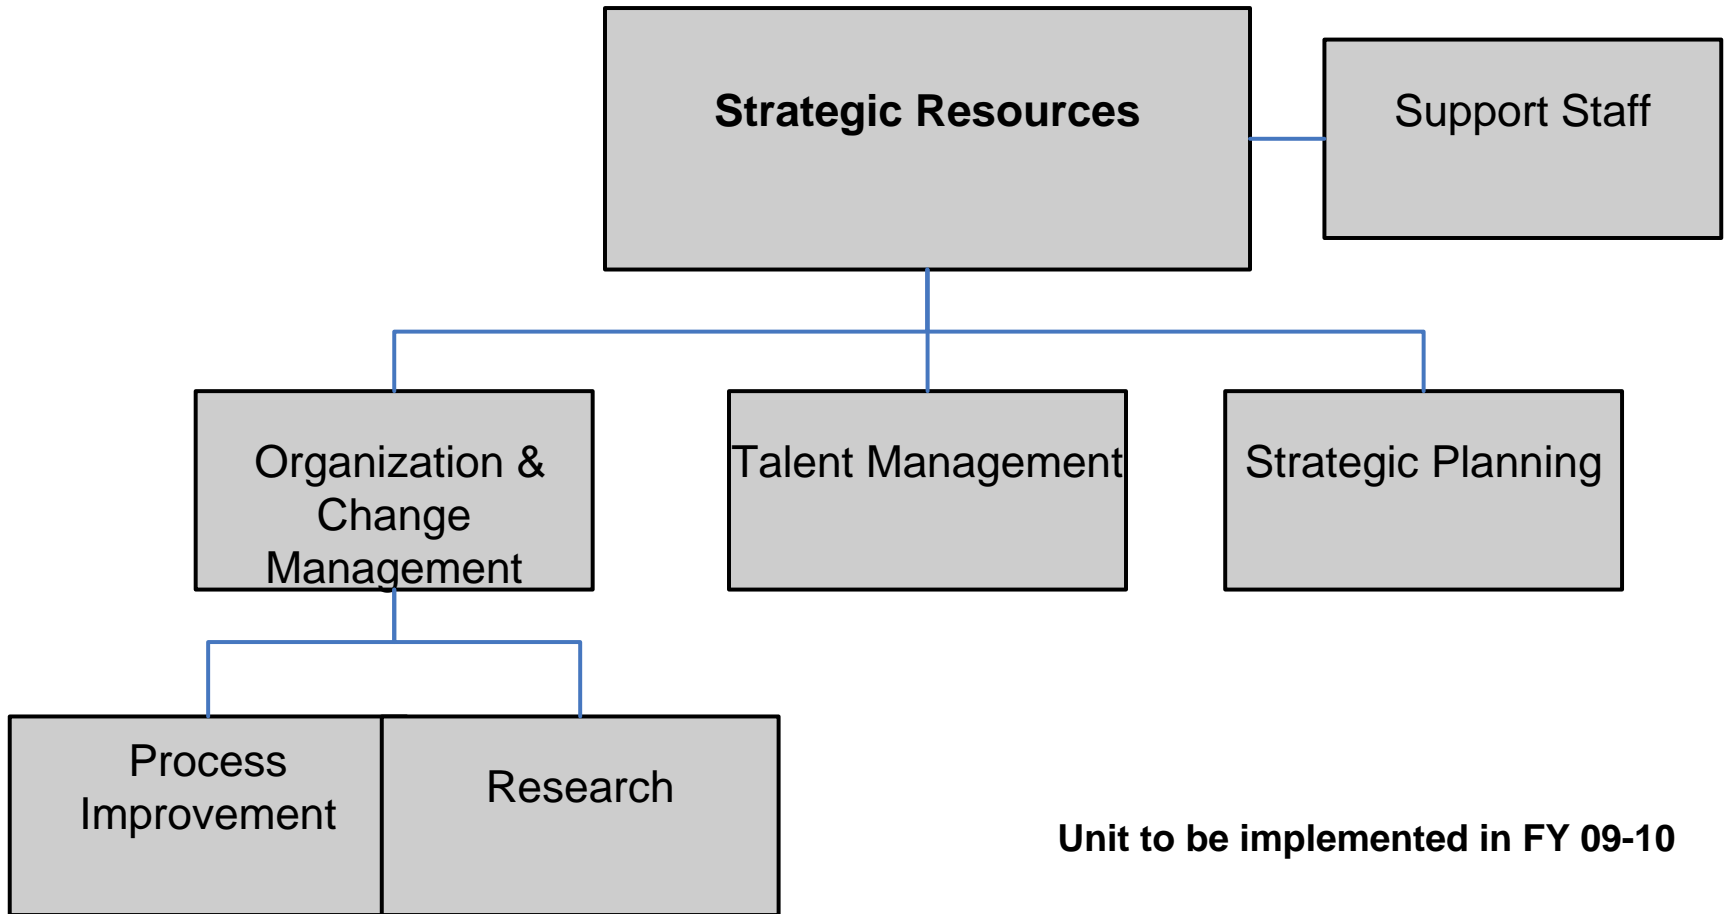 Strategic Resources
Support Staff
Organization &
Change
Management
Talent Management
Strategic Planning
Process
Improvement
Research
Unit to be implemented in FY 09-10